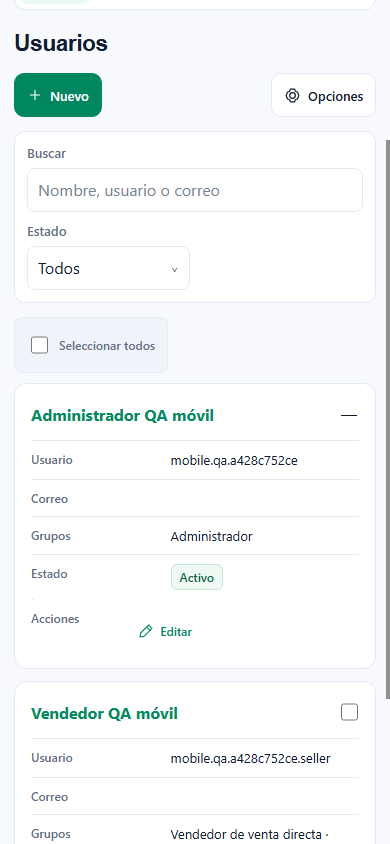 Usuarios
+ Nuevo
Opciones
Buscar
Nombre, usuario o correo
Estado
Todos
Seleccionar todos
Administrador QA móvil
—
Usuario mobile.qa.a428c752ce
Correo
Grupos Administrador
Estado Activo
Acciones Editar
Vendedor QA móvil
Usuario mobile.qa.a428c752ce.seller
Correo
Grupos Vendedor de venta directa ·